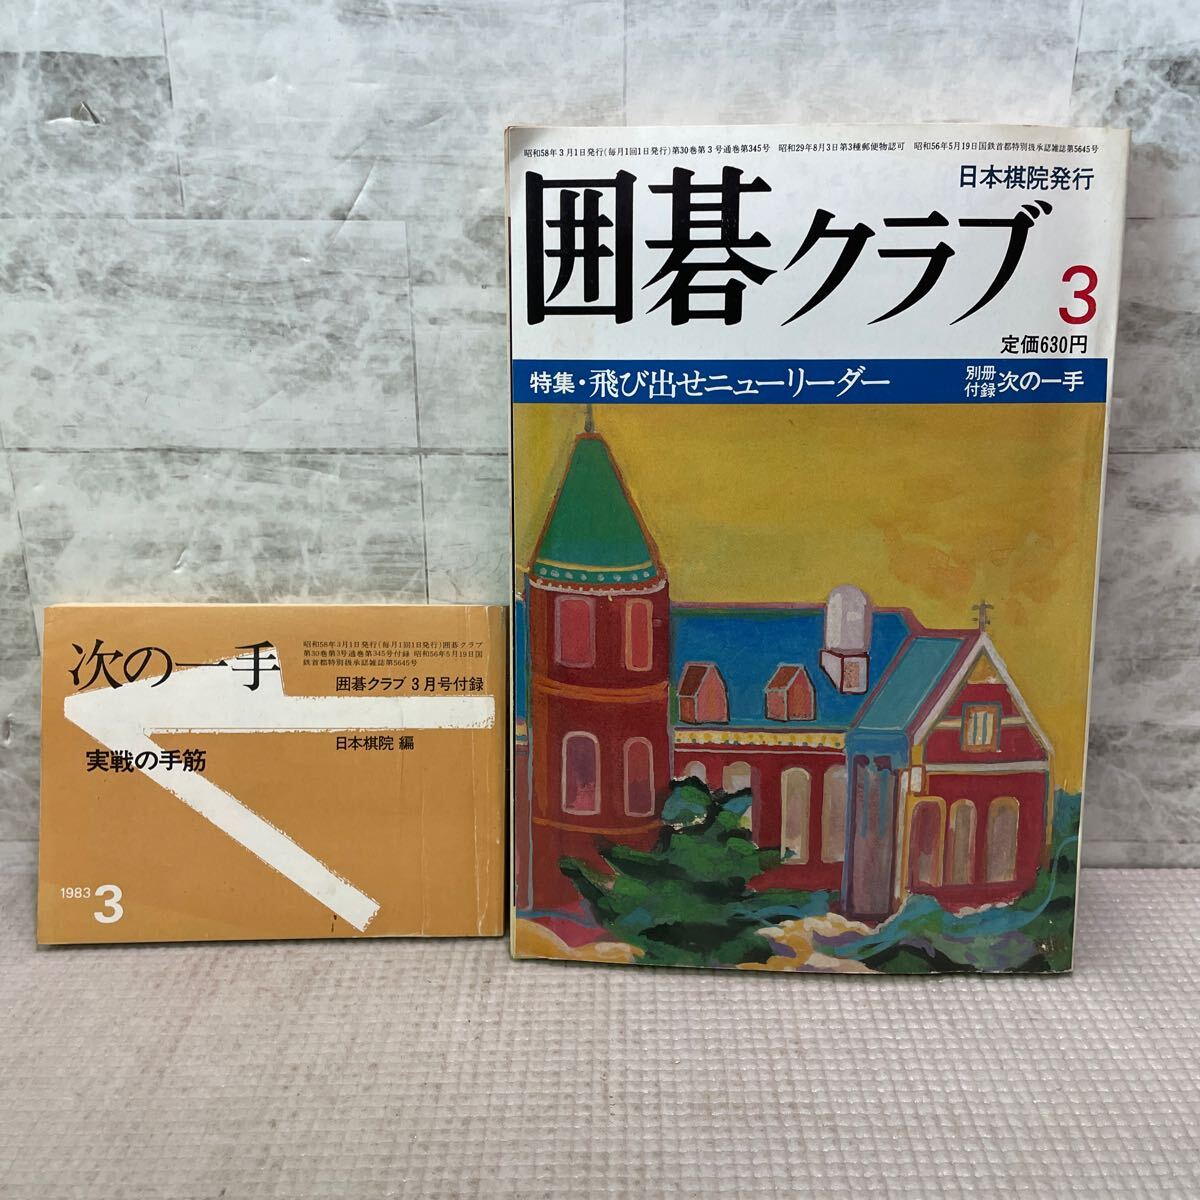 昭和58年3月1日発行(毎月1回1日発行)第30巻第3号通巻第345号 昭和29年8月3日第3種郵便物認可 昭和56年5月19日国鉄首都特別扱承認雑誌第5645号
日本棋院発行
囲碁クラブ
3
定価630円
特集・飛び出せニューリーダー
別冊付録 次の一手
次の一手
昭和58年3月1日発行(毎月1回1日発行)囲碁クラブ
第30巻第3号通巻第345号付録 昭和56年5月19日国
鉄首都特別扱承認雑誌第5645号
囲碁クラブ3月号付録
日本棋院 編
実戦の手筋
1983 3